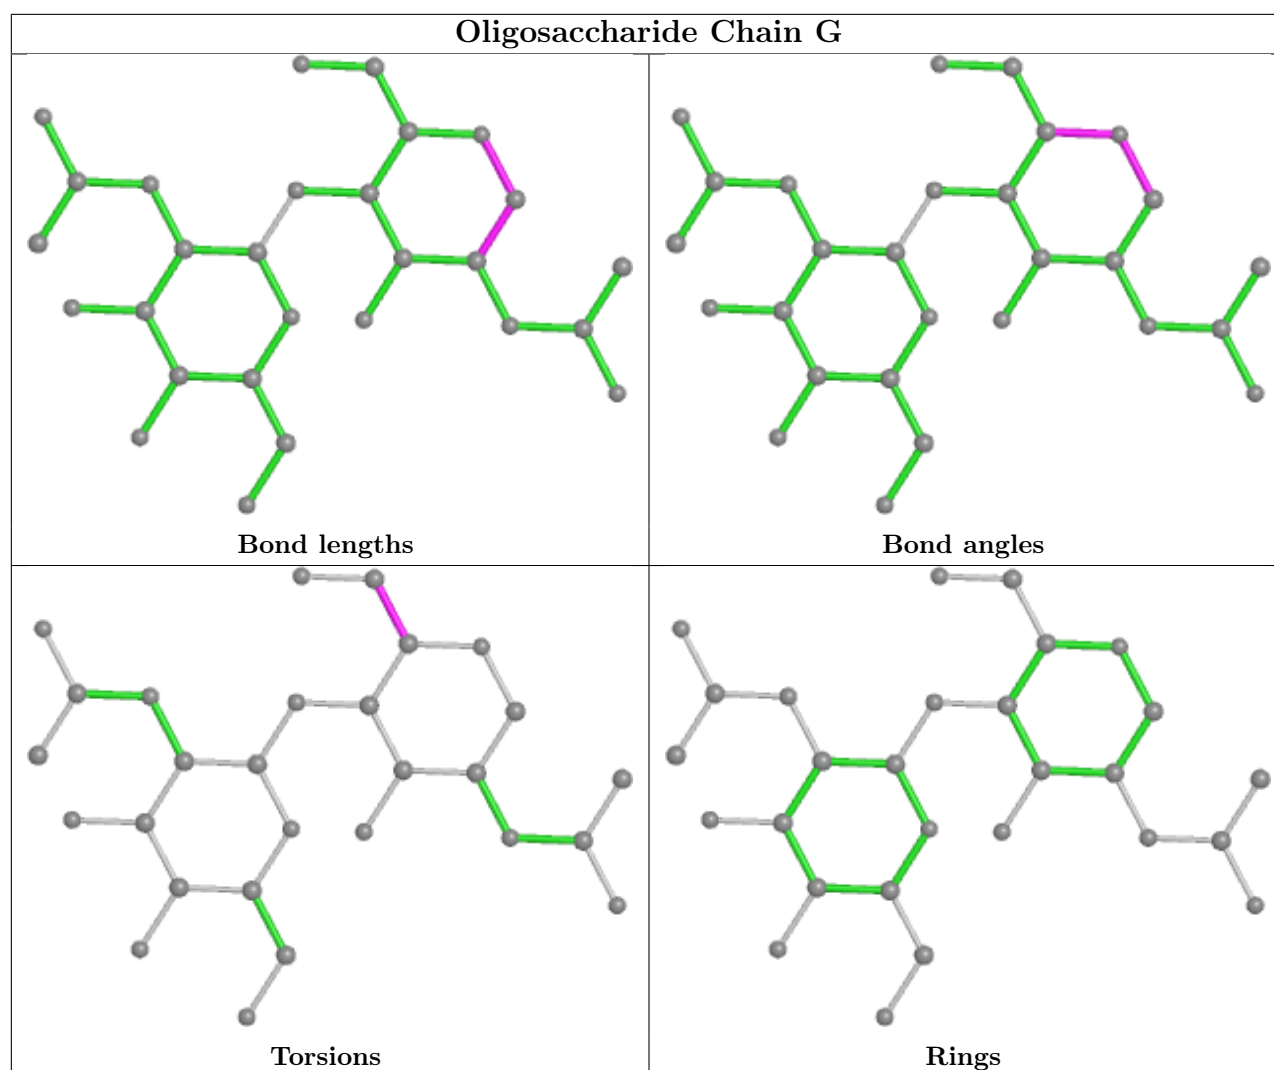 Oligosaccharide Chain G
Bond lengths
Bond angles
Torsions
Rings